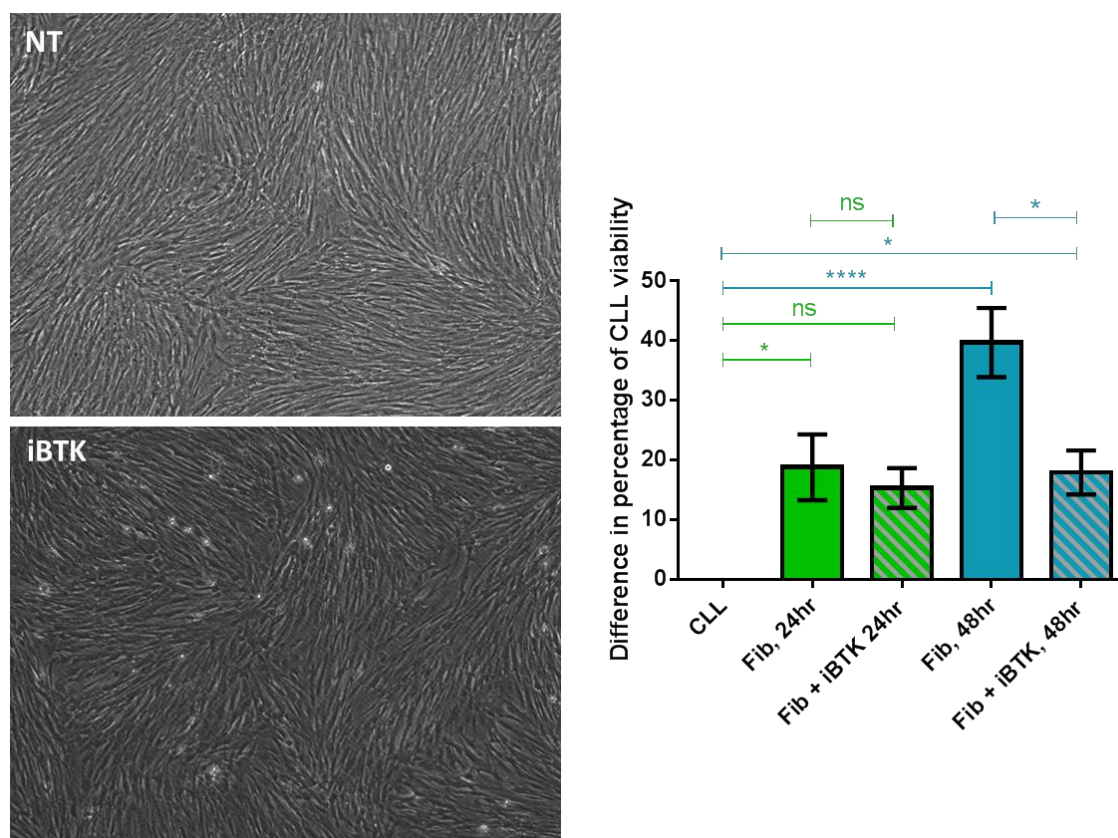 NT
iBTK
Difference in percentage of CLL viability
50
40
30
20
10
0
ns
*
*
****
ns
*
CLL
Fib, 24hr
Fib + iBTK 24hr
Fib, 48hr
Fib + iBTK, 48hr